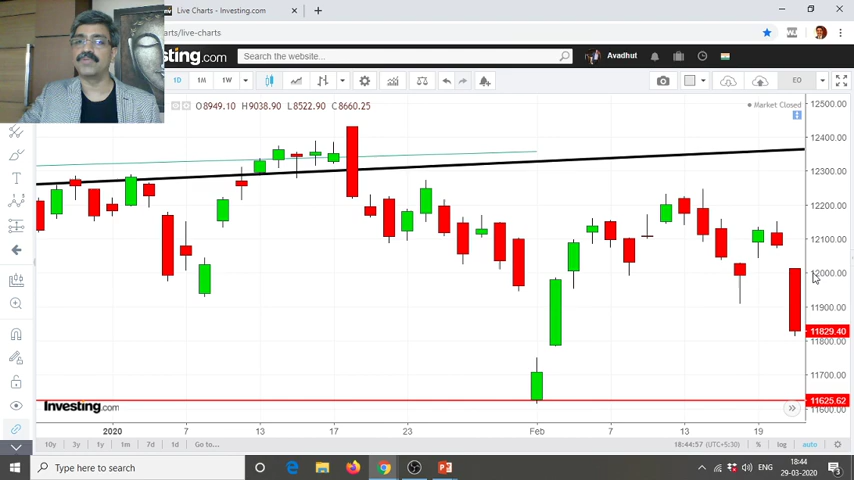 Live Charts - Investing.com
arts/live-charts
sting.com
Search the website...
Avadhut
1D 1M 1W
EO
O8949.10 H9038.90 L8522.90 C8660.25
Market Closed
12500.00
12400.00
12300.00
12200.00
12100.00
12000.00
11900.00
11829.40
11800.00
11700.00
11625.62
11600.00
Investing.com
2020 7 13 17 23 Feb 7 13 19
10y 3y 1y 1m 7d 1d Go to...
18:44:57 (UTC+5:30) % log auto
Type here to search
ENG
18:44
29-03-2020
3